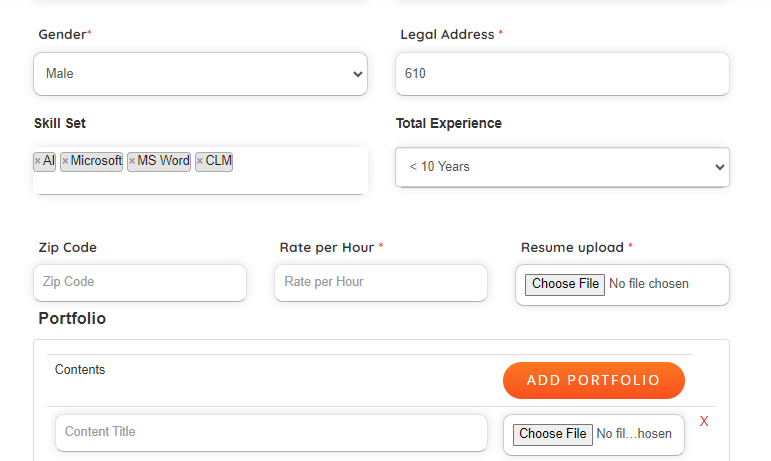 Gender* Legal Address *
Male 610
Skill Set Total Experience
×AI ×Microsoft ×MS Word ×CLM < 10 Years
Zip Code Rate per Hour * Resume upload *
Zip Code Rate per Hour Choose File No file chosen
Portfolio
Contents ADD PORTFOLIO
Content Title Choose File No fil...hosen X